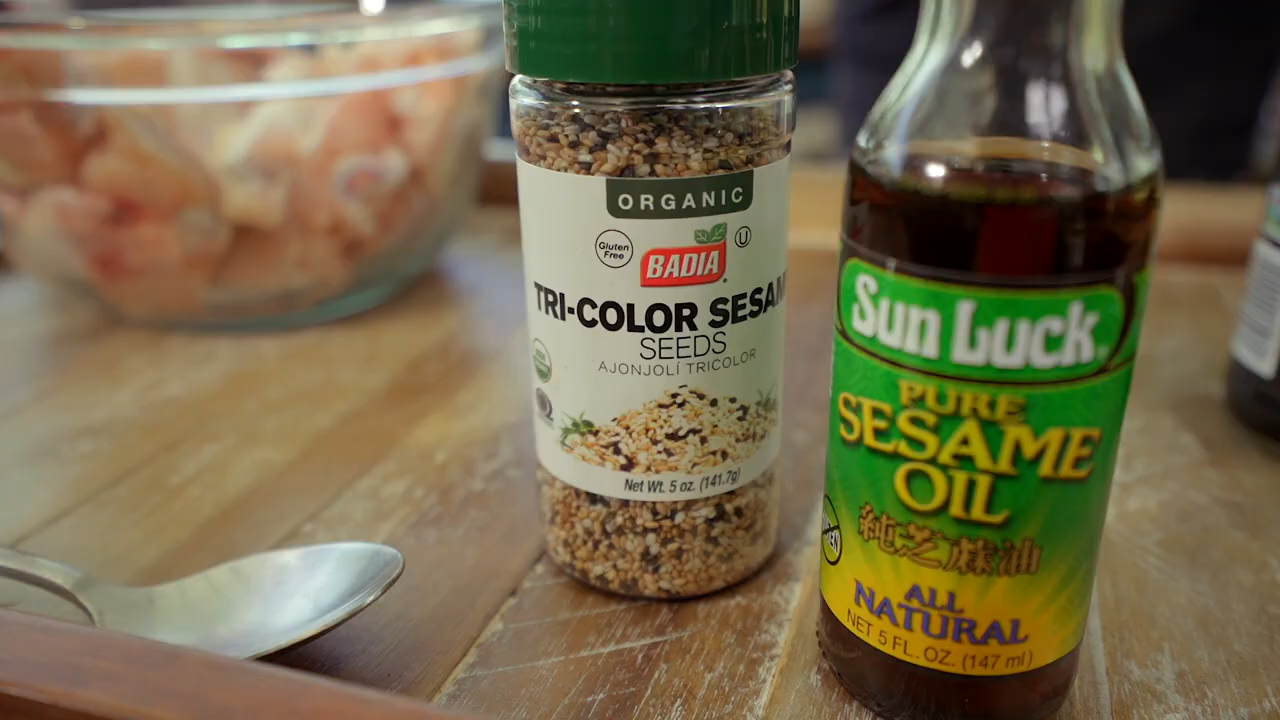 ORGANIC
Gluten
Free
U
BADIA
TRI-COLOR SESAM
SEEDS
AJONJOLÍ TRICOLOR
Net Wt. 5 oz. (141.7g)
Sun Luck
PURE
SESAME
OIL
純芝蔴油
ALL
NATURAL
NET 5 FL. OZ. (147 ml)